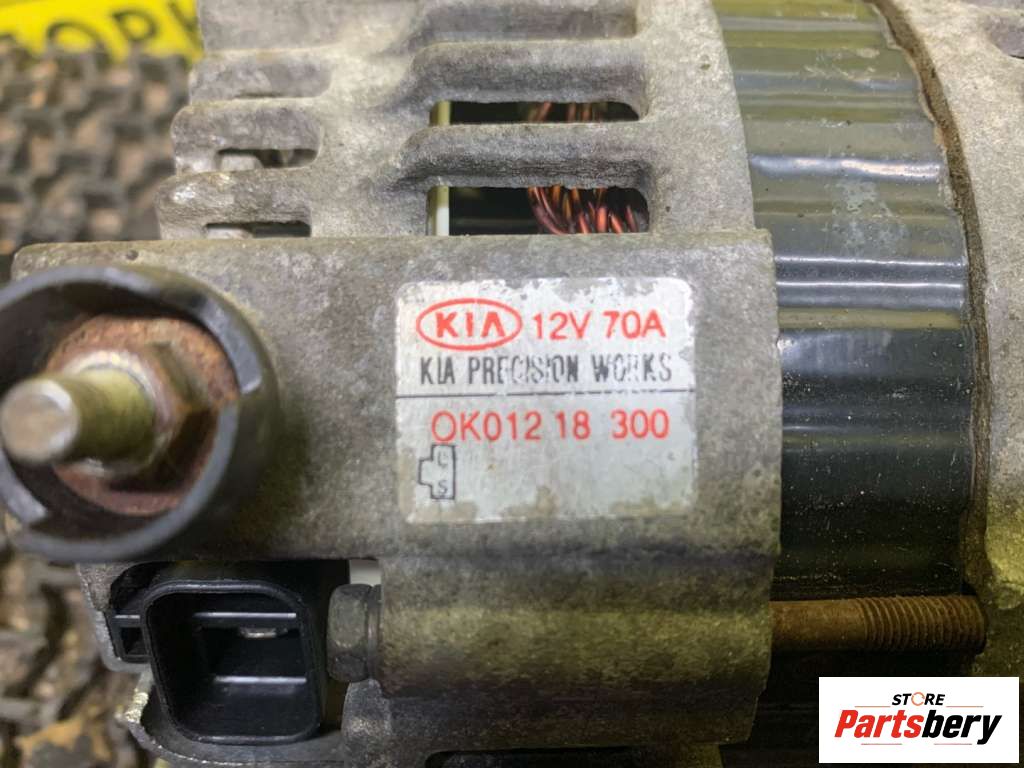 KIA 12V 70A
KIA PRECISION WORKS
OK012 18 300
L
S
STORE
Partsbery